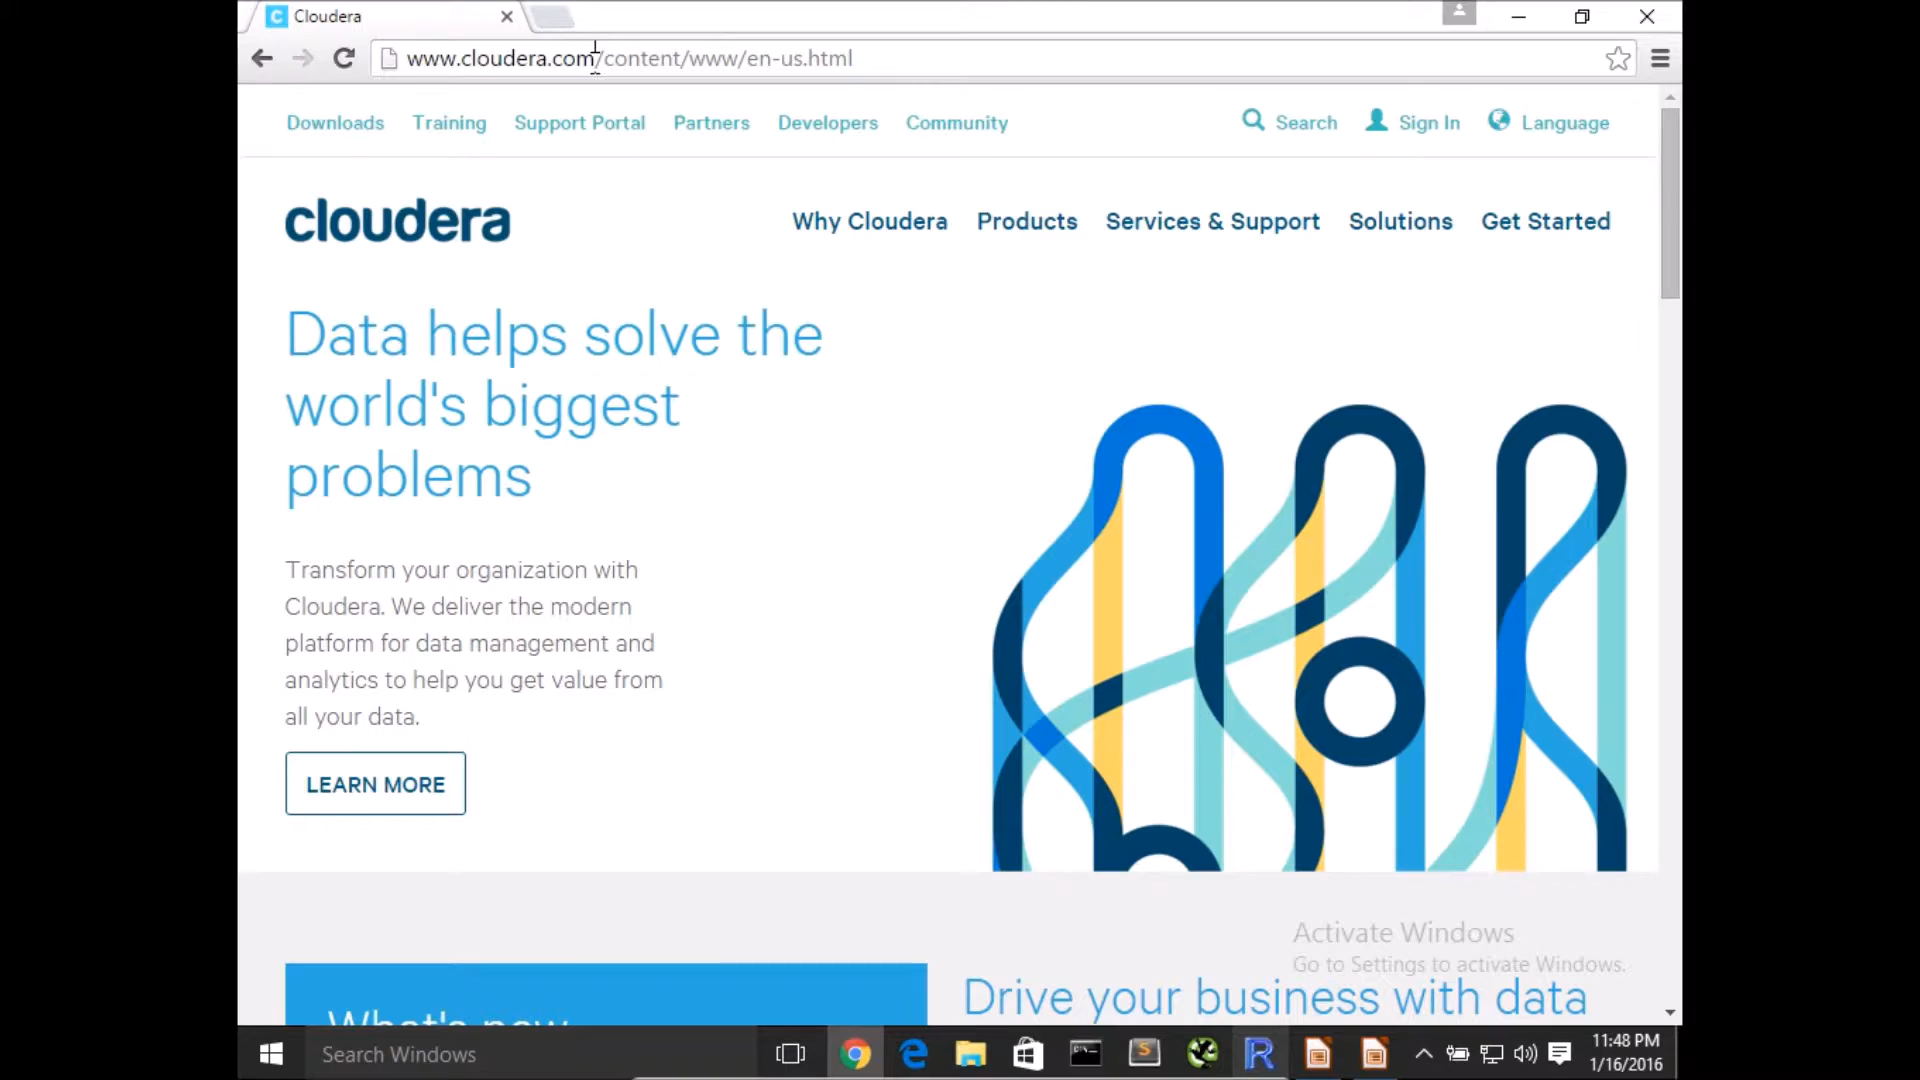 Cloudera
www.cloudera.com/content/www/en-us.html
Downloads Training Support Portal Partners Developers Community Search Sign In Language
cloudera
Why Cloudera Products Services & Support Solutions Get Started
Data helps solve the
world's biggest
problems
Transform your organization with
Cloudera. We deliver the modern
platform for data management and
analytics to help you get value from
all your data.
LEARN MORE
Activate Windows
Go to Settings to activate Windows.
What's new
Drive your business with data
Search Windows
11:48 PM
1/16/2016